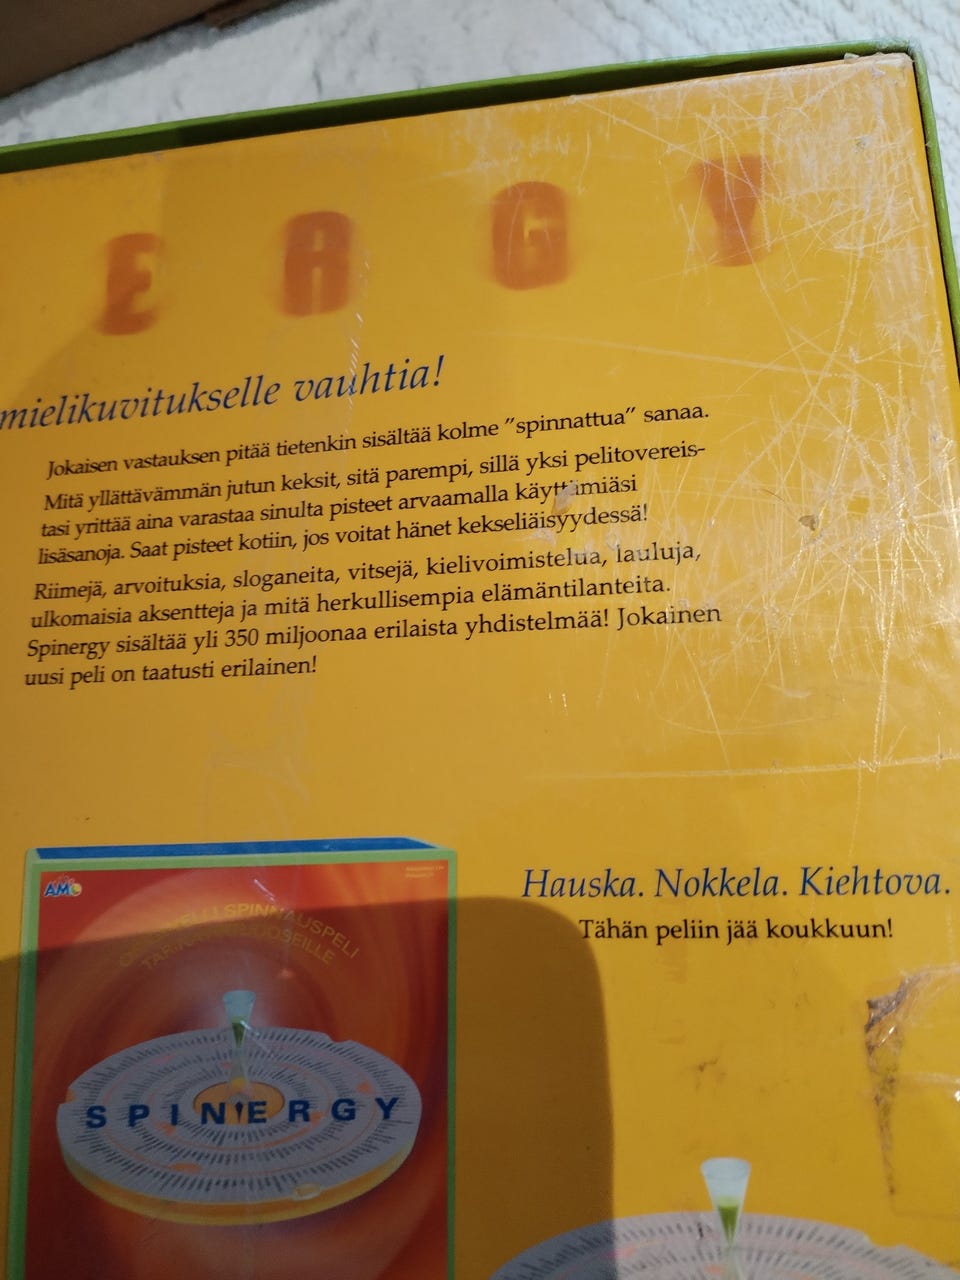 E R G Y
mielikuvitukselle vauhtia!
Jokaisen vastauksen pitää tietenkin sisältää kolme ”spinnattua” sanaa.
Mitä yllättävämmän jutun keksit, sitä parempi, sillä yksi pelitovereis-
tasi yrittää aina varastaa sinulta pisteet arvaamalla käyttämiäsi
lisäsanoja. Saat pisteet kotiin, jos voitat hänet kekseliäisyydessä!
Riimejä, arvoituksia, sloganeita, vitsejä, kielivoimistelua, lauluja,
ulkomaisia aksentteja ja mitä herkullisempia elämäntilanteita.
Spinergy sisältää yli 350 miljoonaa erilaista yhdistelmää! Jokainen
uusi peli on taatusti erilainen!
AMO
SPINNAUSPELI
SPINERGY
Hauska. Nokkela. Kiehtova.
Tähän peliin jää koukkuun!